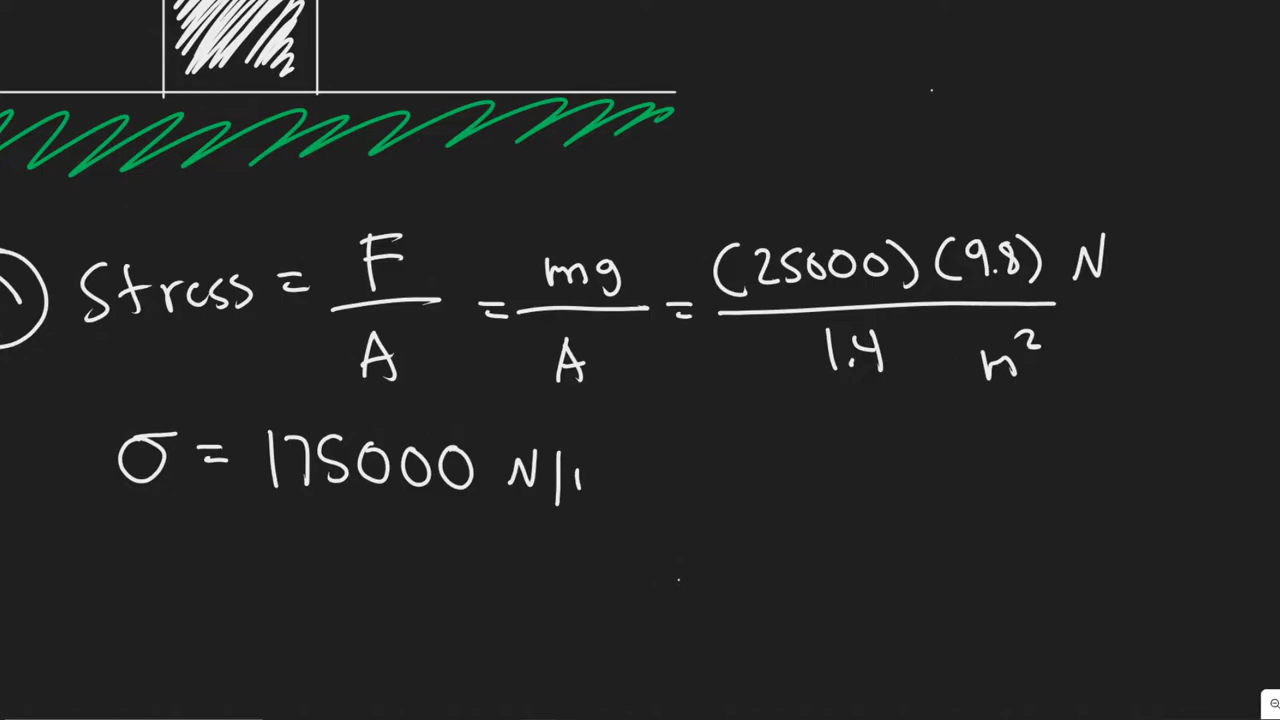 Stress = F/A = mg/A = (25000)(9.8) N / 1.4 m²
σ = 175000 N/